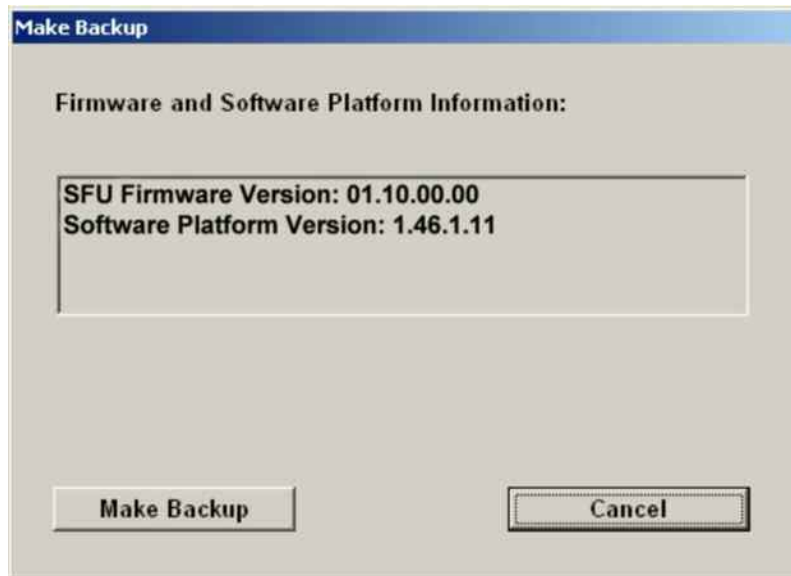 Make Backup
Firmware and Software Platform Information:
SFU Firmware Version: 01.10.00.00
Software Platform Version: 1.46.1.11
Make Backup
Cancel